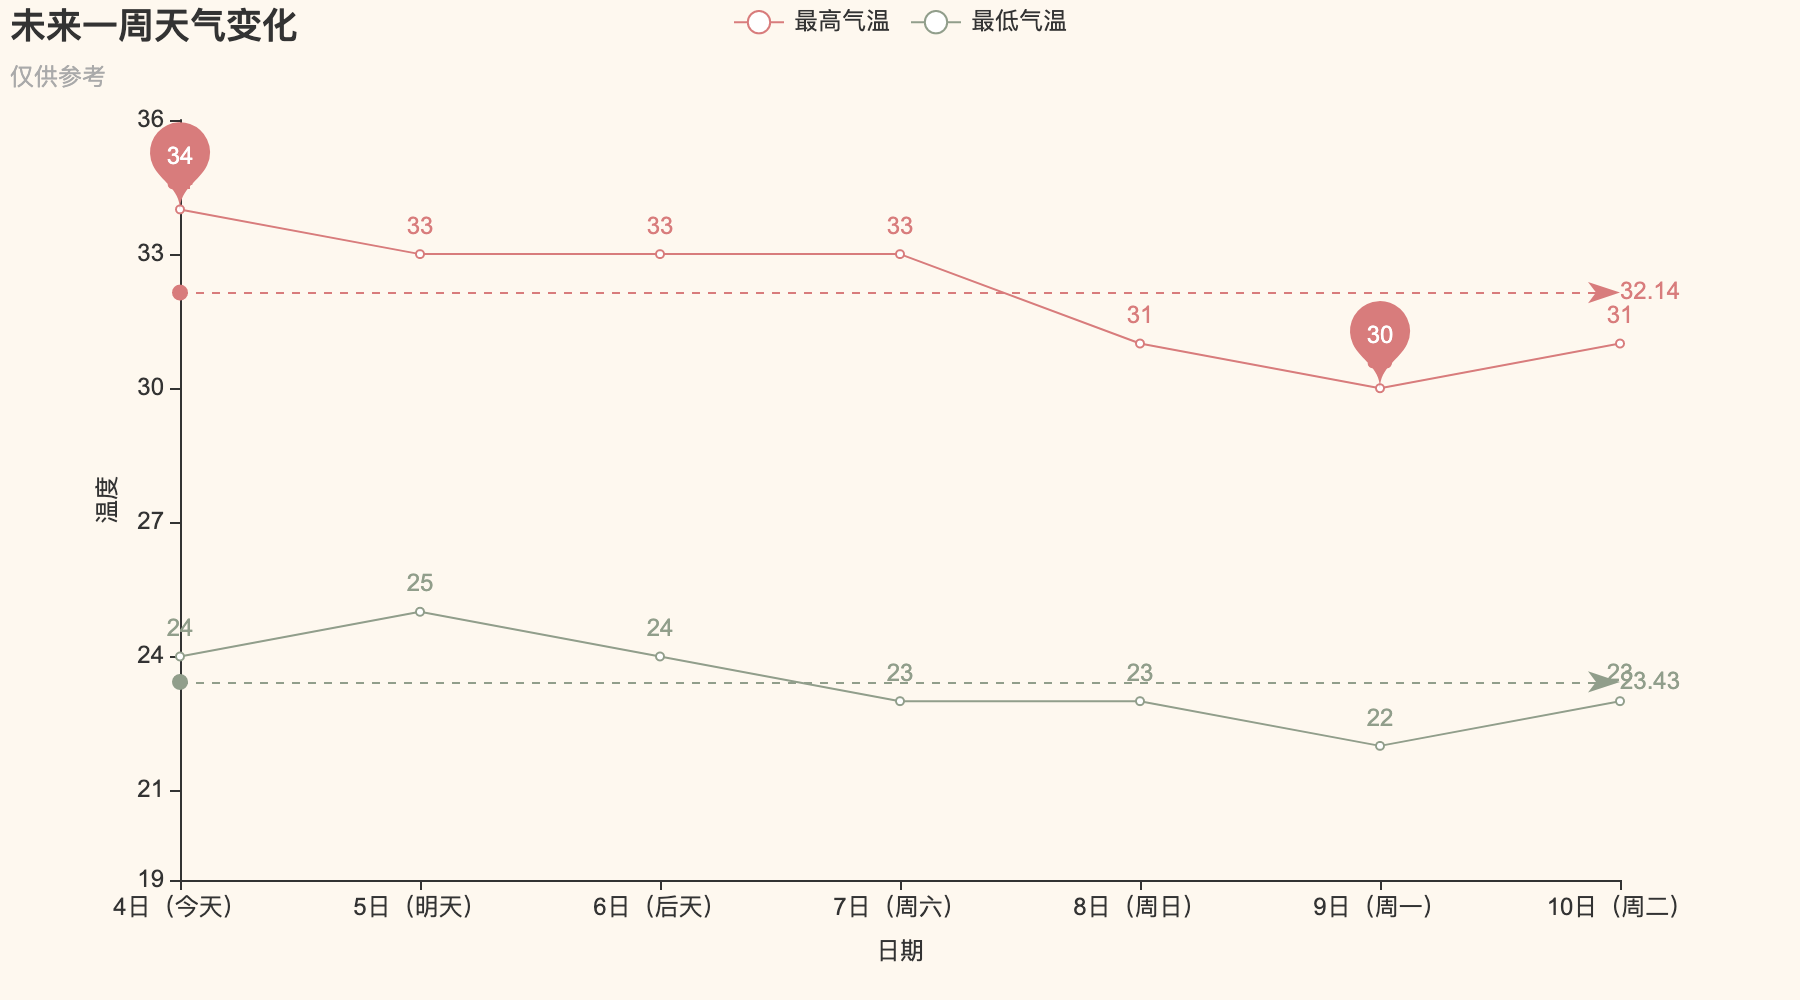 未来一周天气变化
最高气温
最低气温
仅供参考
36
34
33
33
33
33
32.14
31
31
30
30
温度
27
25
24
24
24
23
23
23
23.43
22
21
19
4日（今天）
5日（明天）
6日（后天）
7日（周六）
8日（周日）
9日（周一）
10日（周二）
日期